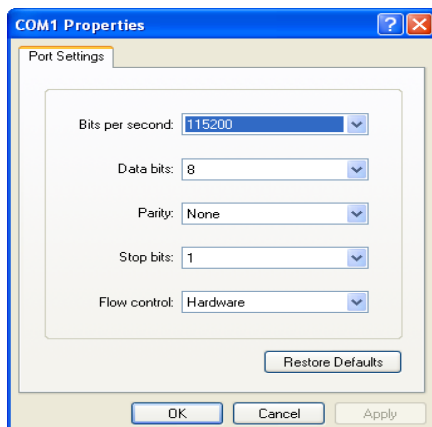 COM1 Properties
Port Settings
Bits per second: 115200
Data bits: 8
Parity: None
Stop bits: 1
Flow control: Hardware
Restore Defaults
OK Cancel Apply